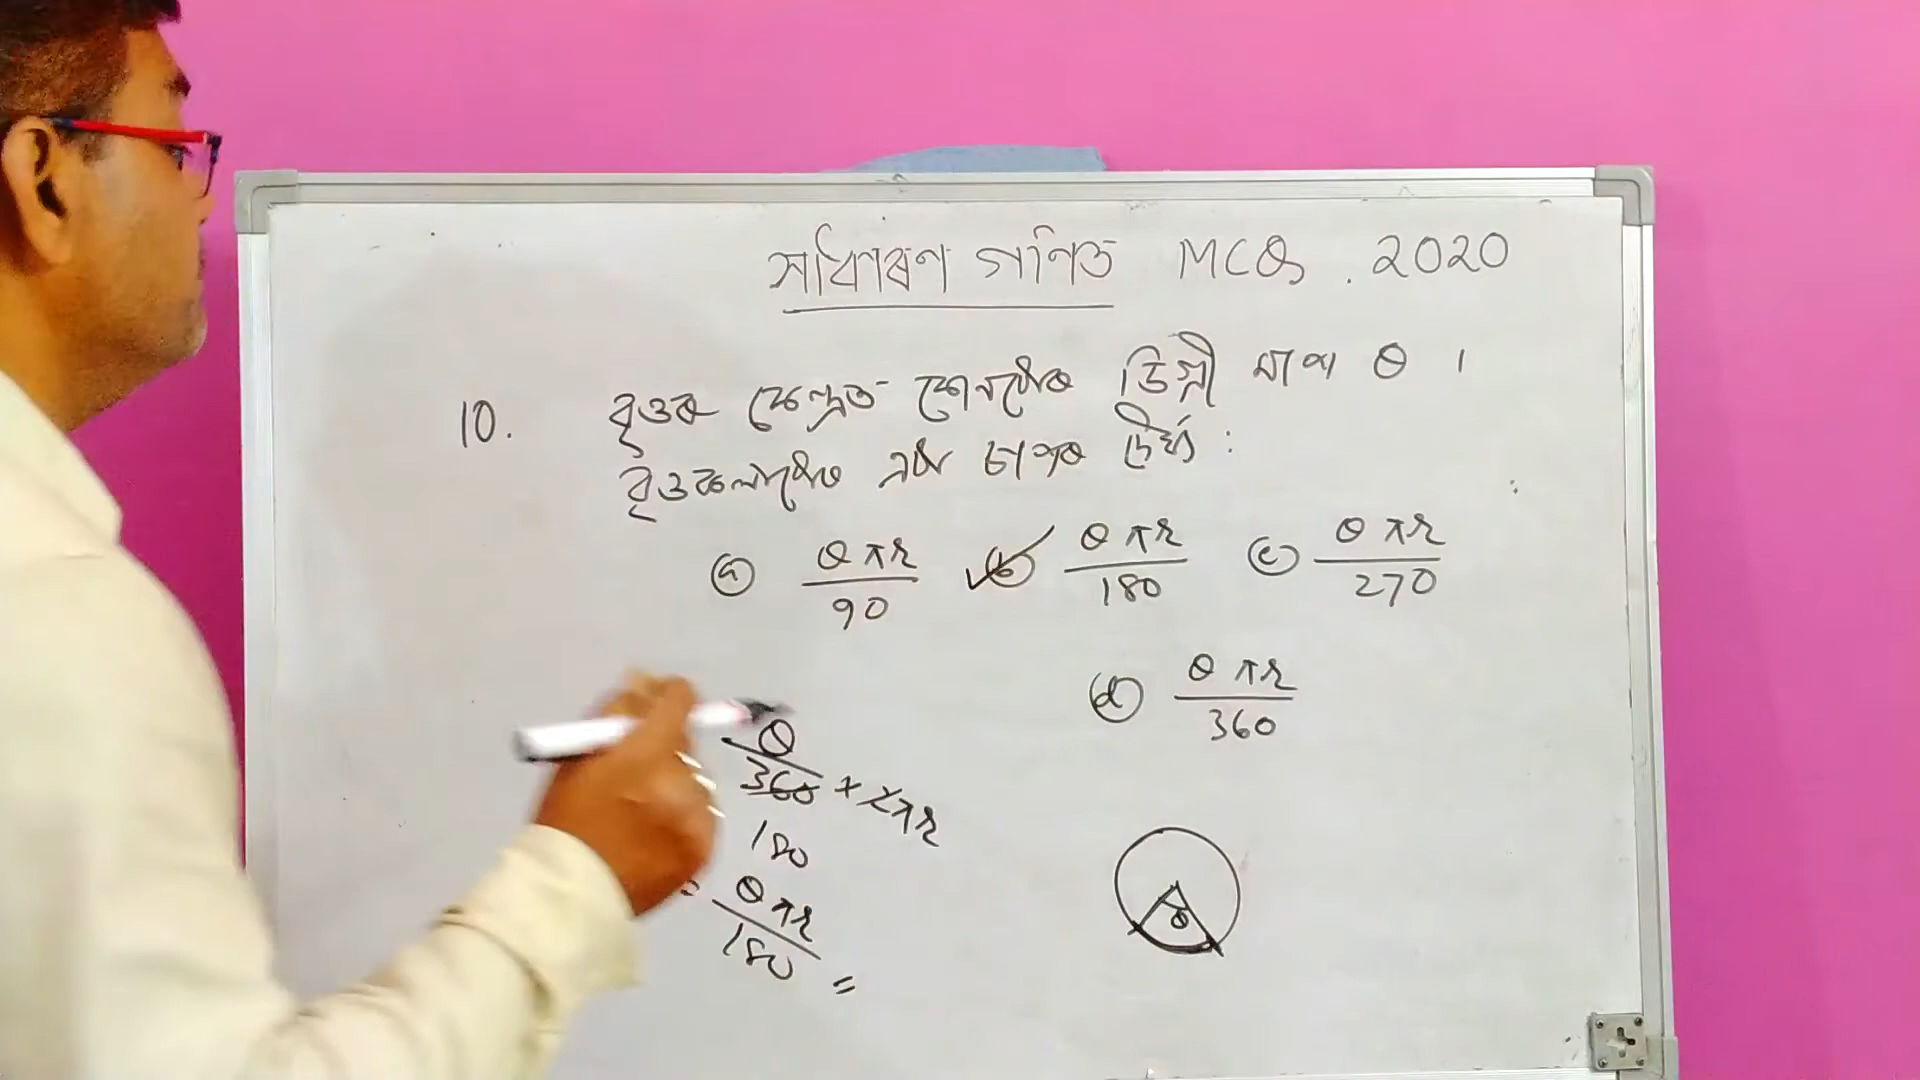 সাধাৰণ গণিত MCQ . 2020
10. বৃত্তৰ কেন্দ্ৰত কোণটোৰ ডিগ্ৰী মাপ θ ।
বৃত্তকলাটোৰ এটা চাপৰ দৈৰ্ঘ্য :
(a) θπr/90 (b) θπr/180 (c) θπr/270
(d) θπr/360
θ/360 × 2πr
180
= θπr/180 =
θ